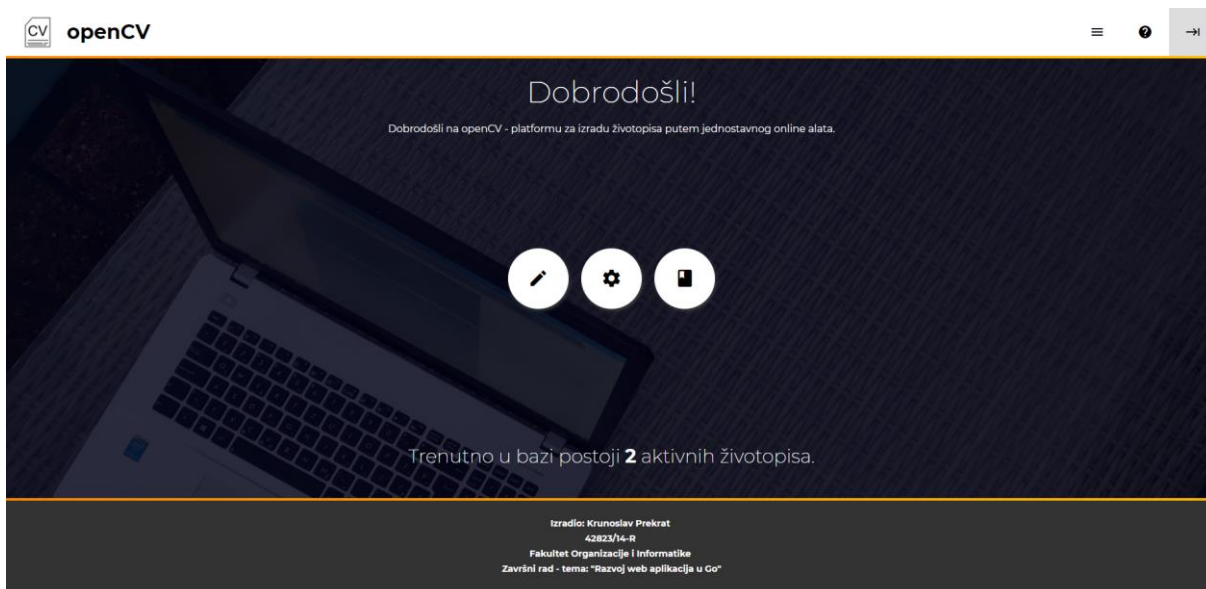 CV
openCV
Dobrodošli!
Dobrodošli na openCV - platformu za izradu životopisa putem jednostavnog online alata.
Trenutno u bazi postoji 2 aktivnih životopisa.
Izradio: Krunoslav Prekrat
42823/14-R
Fakultet Organizacije i Informatike
Završni rad - tema: "Razvoj web aplikacija u Go"